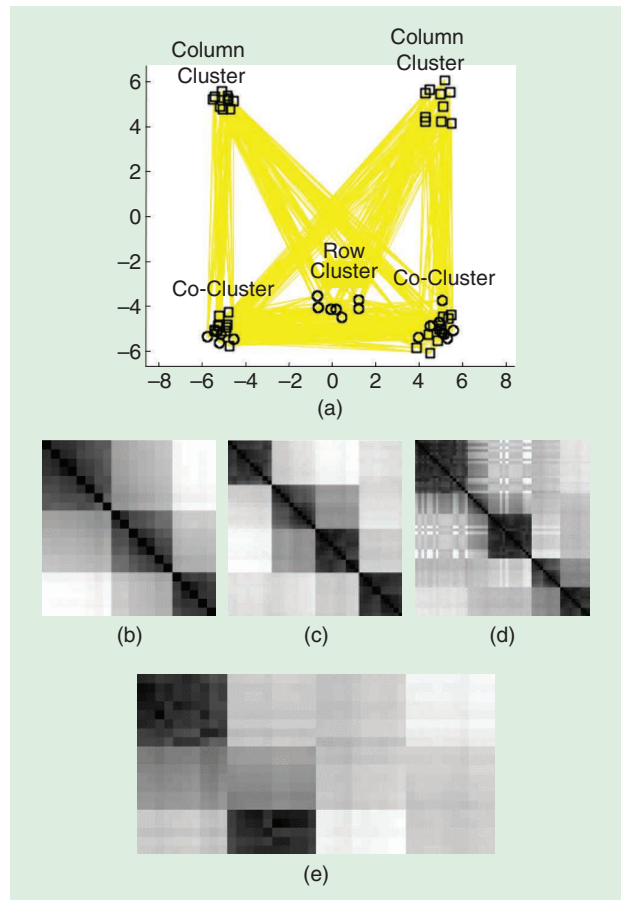 Column
Cluster
Column
Cluster
6
4
2
0
–2
–4
–6
Row
Cluster
Co-Cluster
Co-Cluster
–8 –6 –4 –2 0 2 4 6 8
(a)
(b) (c) (d)
(e)